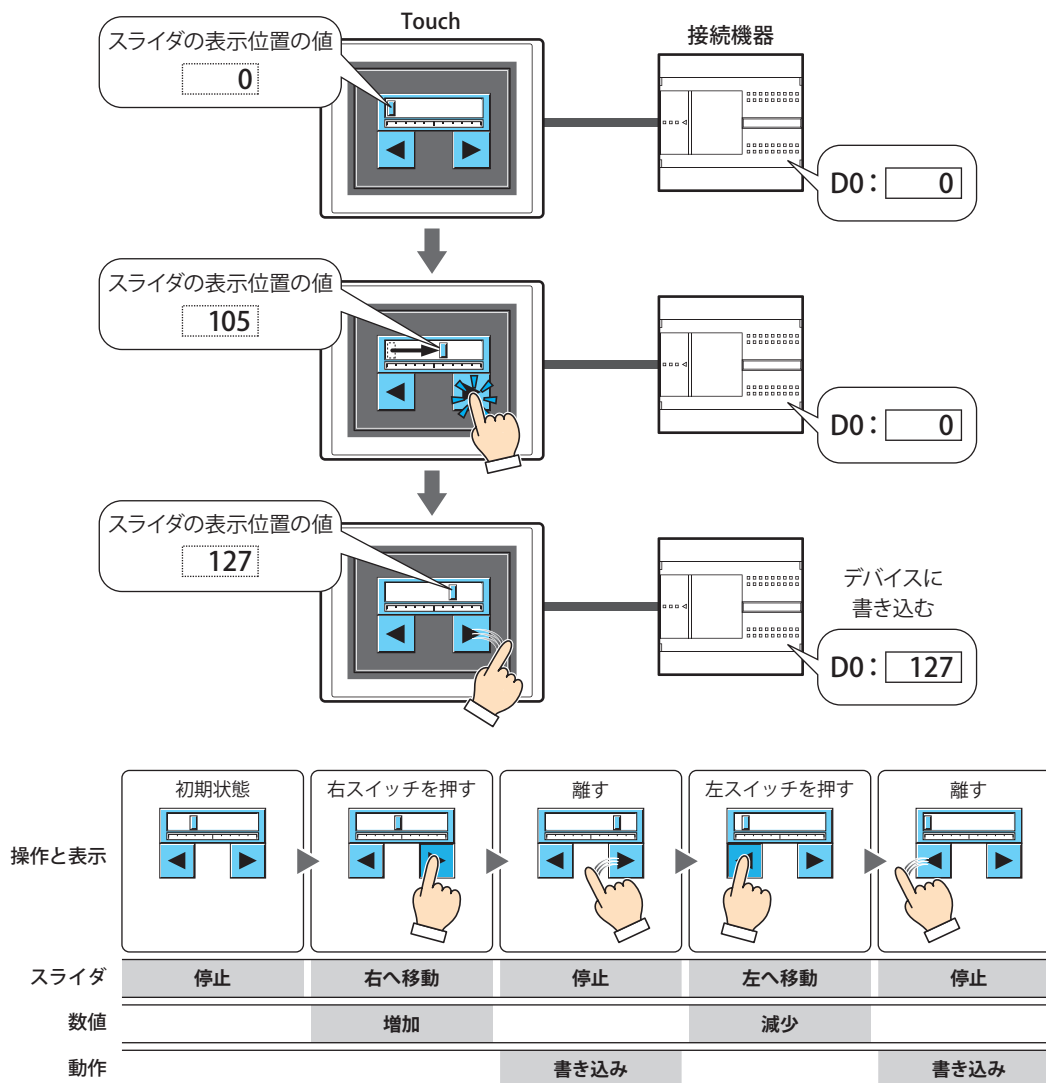 Touch
接続機器
スライダの表示位置の値
0
D0： 0
スライダの表示位置の値
105
D0： 0
スライダの表示位置の値
127
デバイスに
書き込む
D0： 127
初期状態 右スイッチを押す 離す 左スイッチを押す 離す
操作と表示
スライダ 停止 右へ移動 停止 左へ移動 停止
数値 増加 減少
動作 書き込み 書き込み